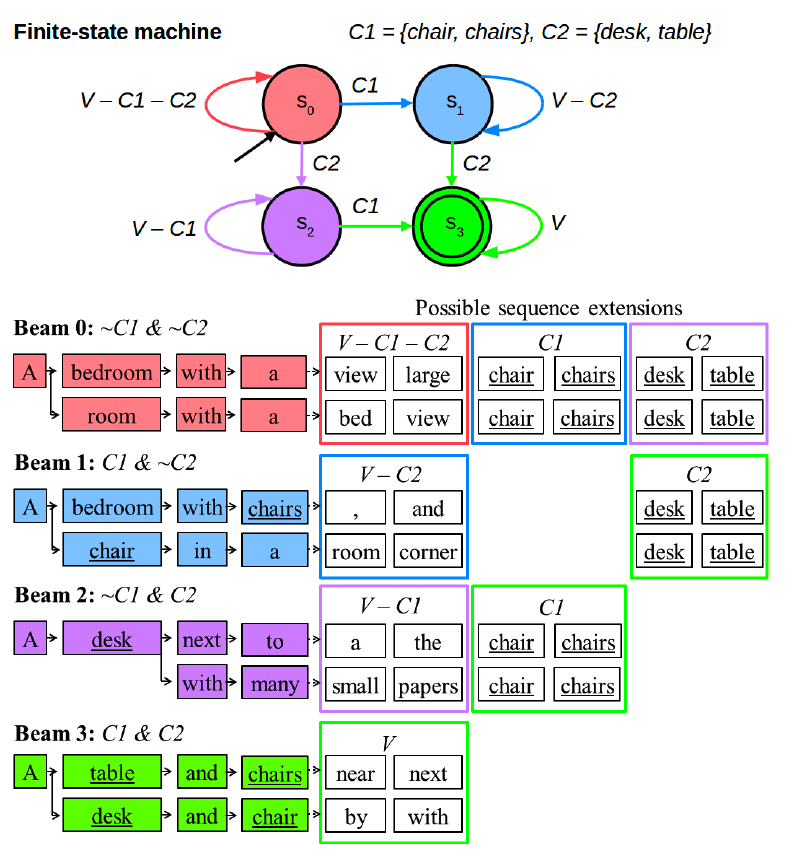 Finite-state machine C1 = {chair, chairs}, C2 = {desk, table}
V – C1 – C2 s0 C1 s1 V – C2
C2 C2
V – C1 s2 C1 s3 V
Possible sequence extensions
Beam 0: ~C1 & ~C2
V – C1 – C2 C1 C2
A bedroom with a view large chair chairs desk table
room with a bed view chair chairs desk table
Beam 1: C1 & ~C2
V – C2 C2
A bedroom with chairs , and desk table
chair in a room corner desk table
Beam 2: ~C1 & C2
V – C1 C1
A desk next to a the chair chairs
with many small papers chair chairs
Beam 3: C1 & C2
V
A table and chairs near next
desk and chair by with